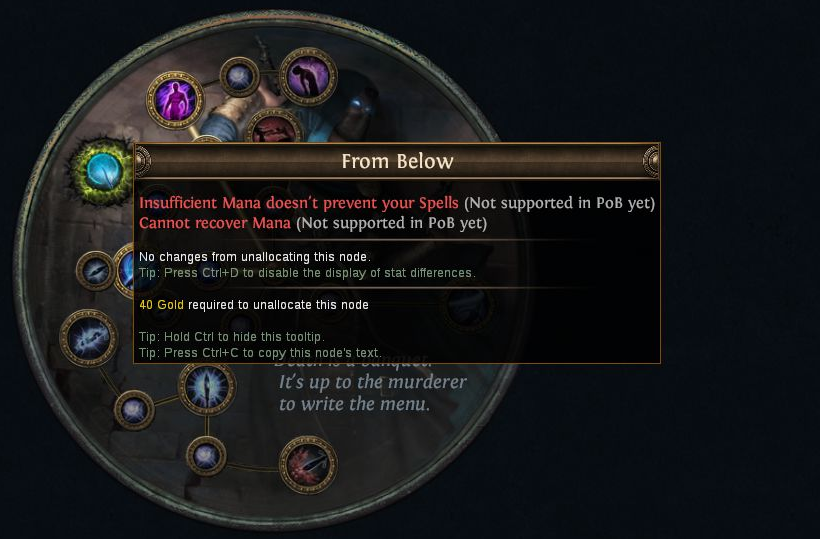 From Below
Insufficient Mana doesn't prevent your Spells (Not supported in PoB yet)
Cannot recover Mana (Not supported in PoB yet)
No changes from unallocating this node.
Tip: Press Ctrl+D to disable the display of stat differences.
40 Gold required to unallocate this node
Tip: Hold Ctrl to hide this tooltip.
Tip: Press Ctrl+C to copy this node's text.
Death is a banquet.
It's up to the murderer
to write the menu.